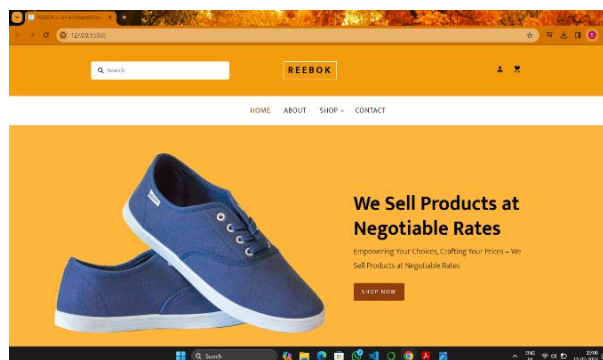 Search
REEBOK
HOME ABOUT SHOP CONTACT
We Sell Products at
Negotiable Rates
Empowering Your Choices, Crafting Your Prices – We
Sell Products at Negotiable Rates
SHOP NOW
Search
ENG